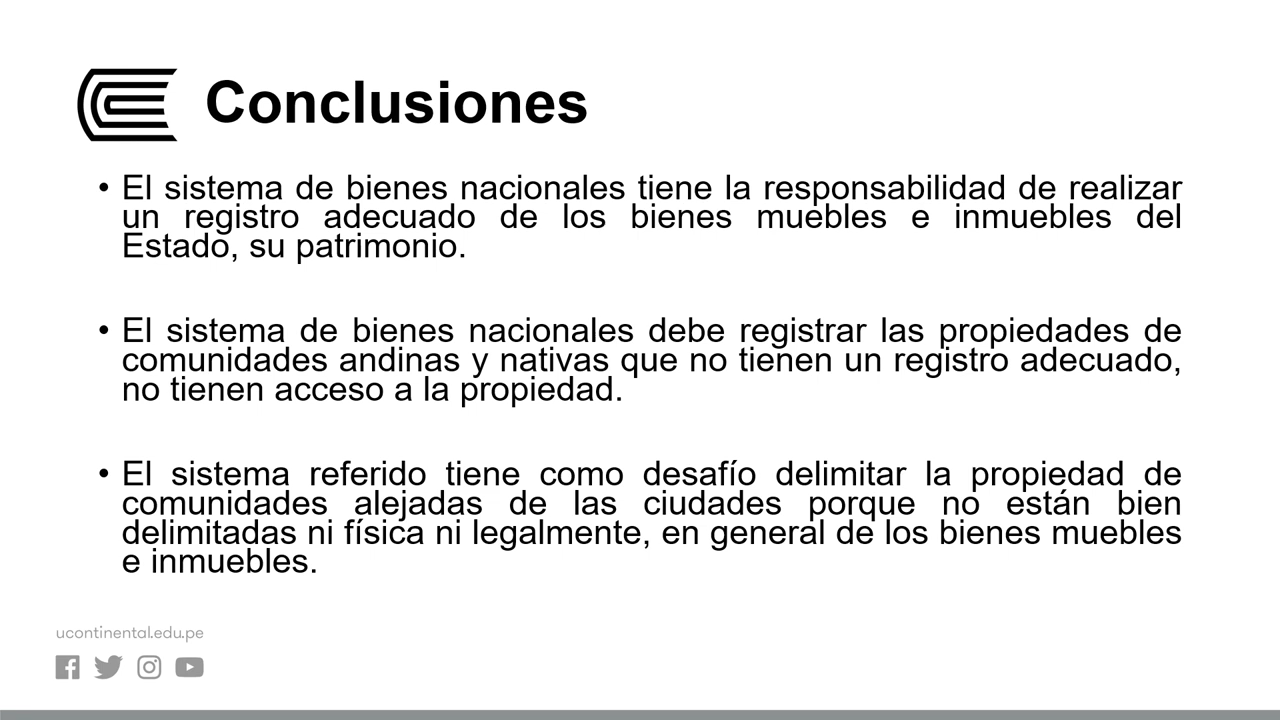 Conclusiones
• El sistema de bienes nacionales tiene la responsabilidad de realizar
un registro adecuado de los bienes muebles e inmuebles del
Estado, su patrimonio.
• El sistema de bienes nacionales debe registrar las propiedades de
comunidades andinas y nativas que no tienen un registro adecuado,
no tienen acceso a la propiedad.
• El sistema referido tiene como desafío delimitar la propiedad de
comunidades alejadas de las ciudades porque no están bien
delimitadas ni física ni legalmente, en general de los bienes muebles
e inmuebles.
ucontinental.edu.pe